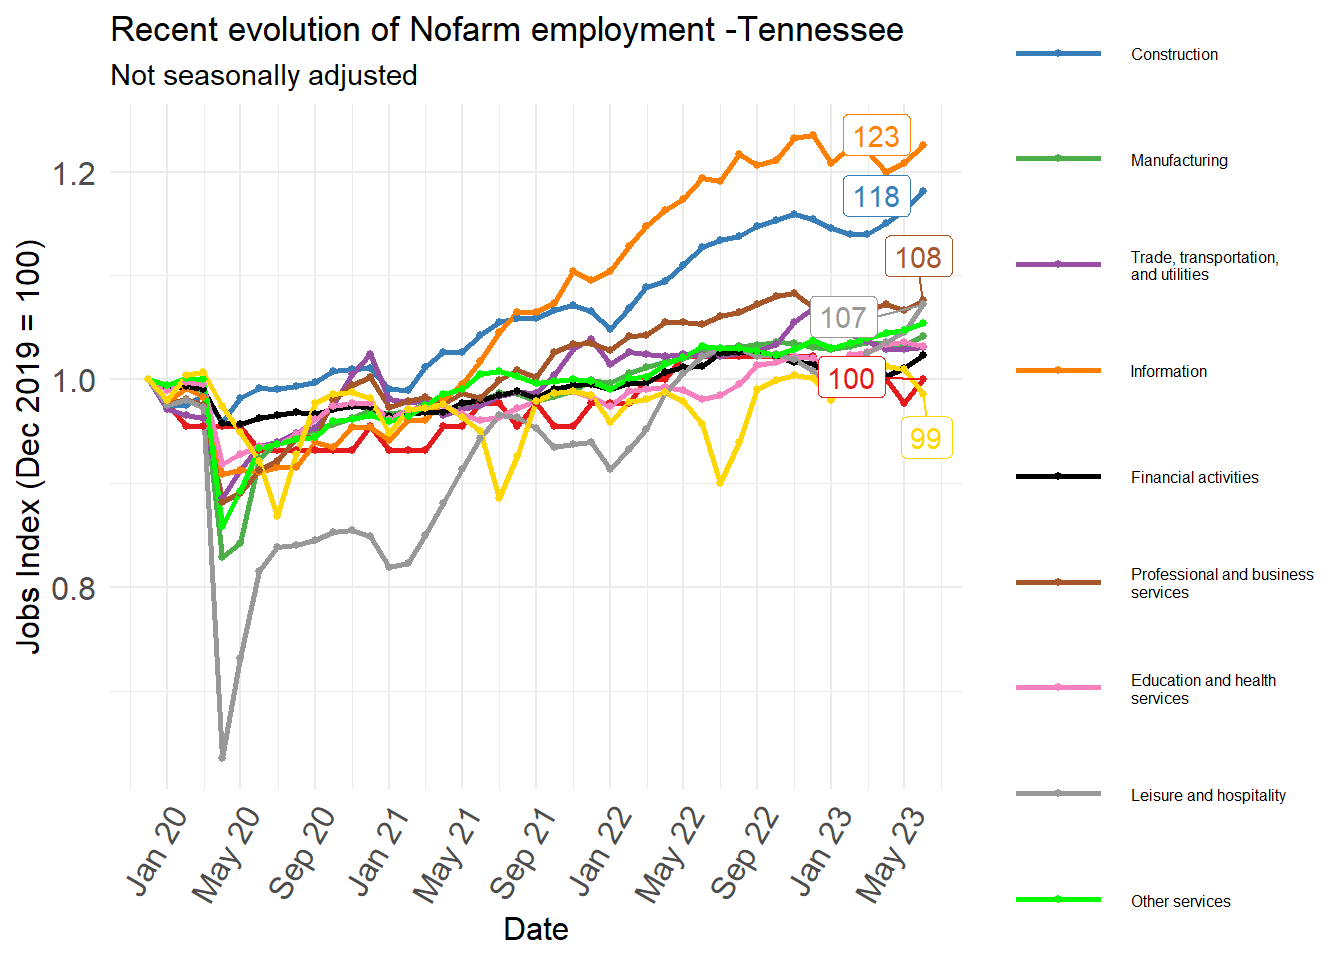 Recent evolution of Nofarm employment -Tennessee
Not seasonally adjusted
Jobs Index (Dec 2019 = 100)
1.2
1.0
0.8
123
118
108
107
100
99
Jan 20
May 20
Sep 20
Jan 21
May 21
Sep 21
Jan 22
May 22
Sep 22
Jan 23
May 23
Date
Construction
Manufacturing
Trade, transportation,
and utilities
Information
Financial activities
Professional and business
services
Education and health
services
Leisure and hospitality
Other services